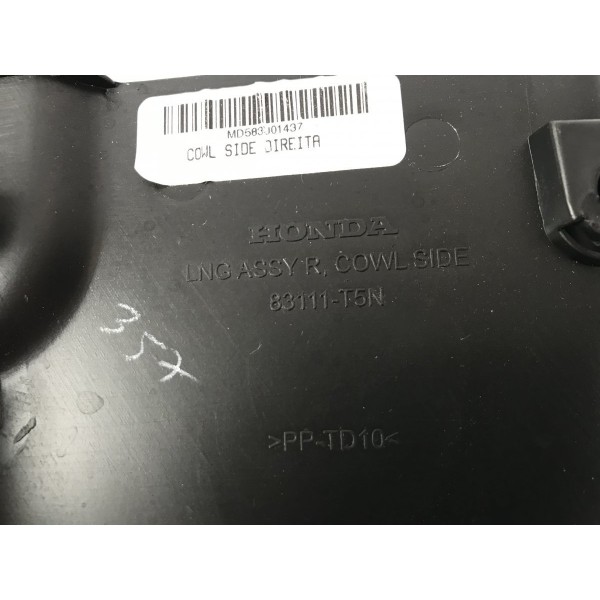 MD583J01437
COWL SIDE DIREITA
HONDA
LNG ASSY R, COWL SIDE
83111-T5N
357
>PP-TD10<